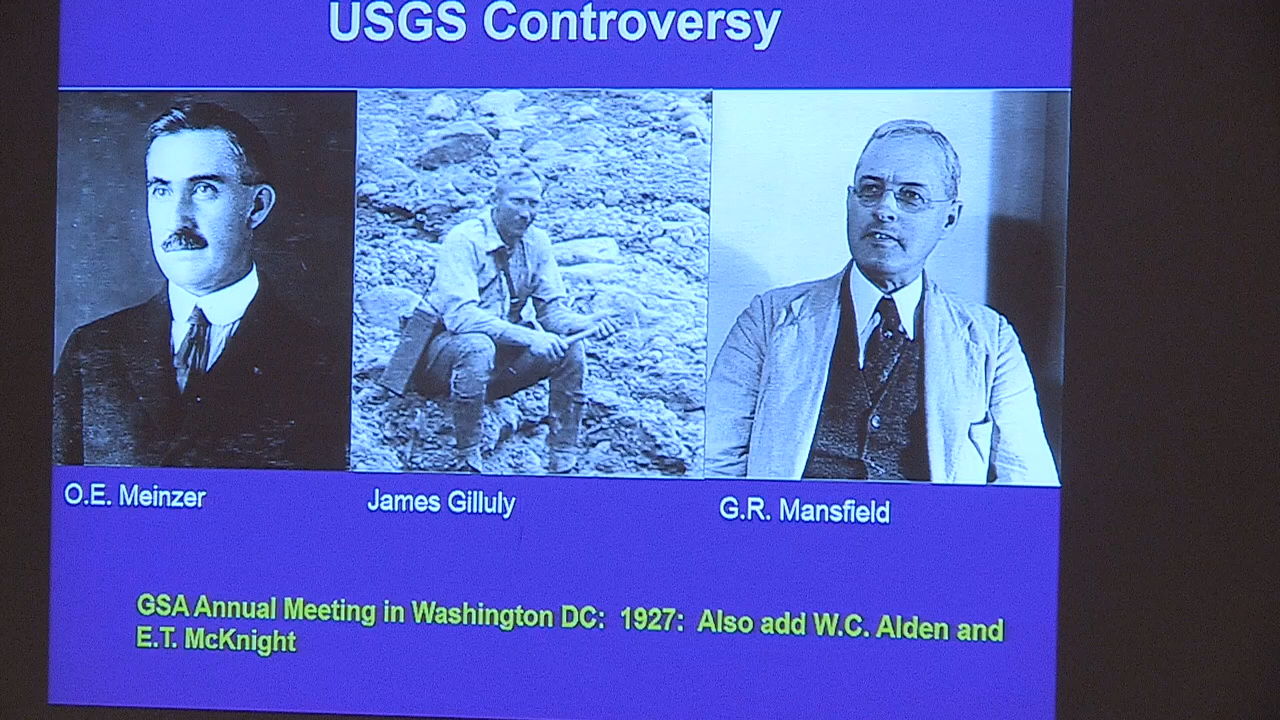 USGS Controversy
O.E. Meinzer
James Gilluly
G.R. Mansfield
GSA Annual Meeting in Washington DC: 1927: Also add W.C. Alden and
E.T. McKnight